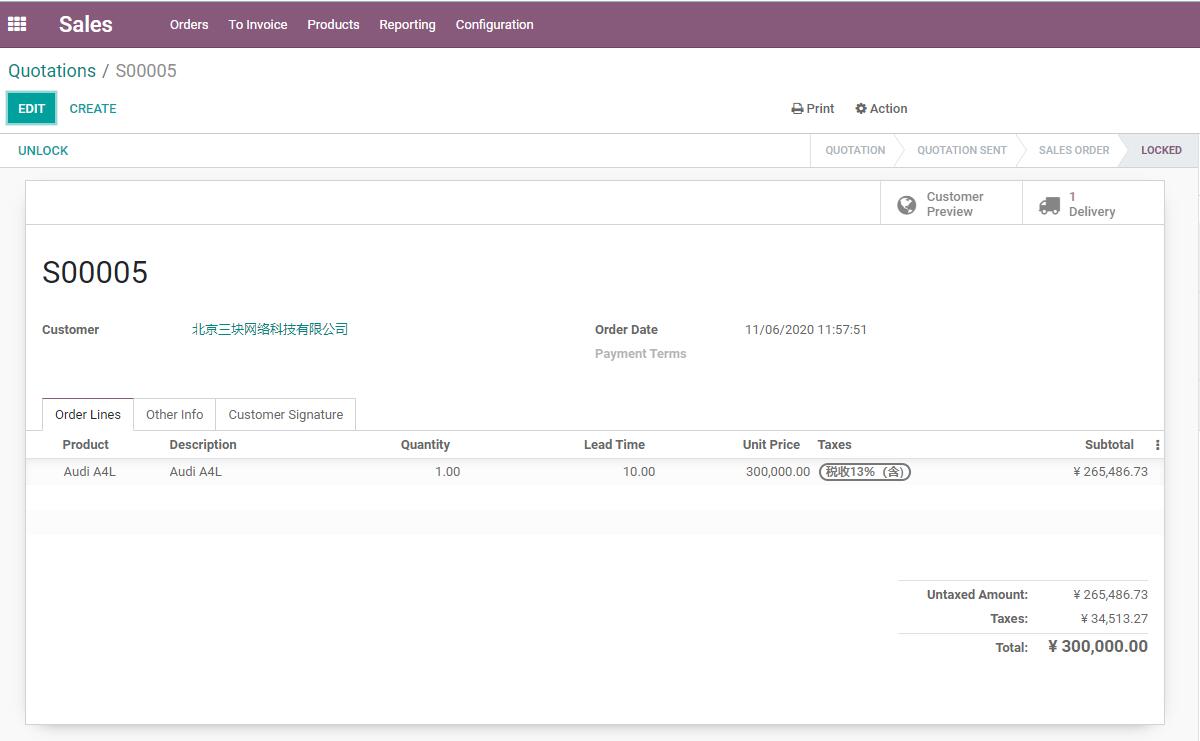 Sales Orders To Invoice Products Reporting Configuration
Quotations / S00005
EDIT CREATE Print Action
UNLOCK QUOTATION QUOTATION SENT SALES ORDER LOCKED
Customer Preview 1 Delivery
S00005
Customer 北京三块网络科技有限公司 Order Date 11/06/2020 11:57:51
Payment Terms
Order Lines Other Info Customer Signature
Product Description Quantity Lead Time Unit Price Taxes Subtotal
Audi A4L Audi A4L 1.00 10.00 300,000.00 税收13%（含） ¥ 265,486.73
Untaxed Amount: ¥ 265,486.73
Taxes: ¥ 34,513.27
Total: ¥ 300,000.00